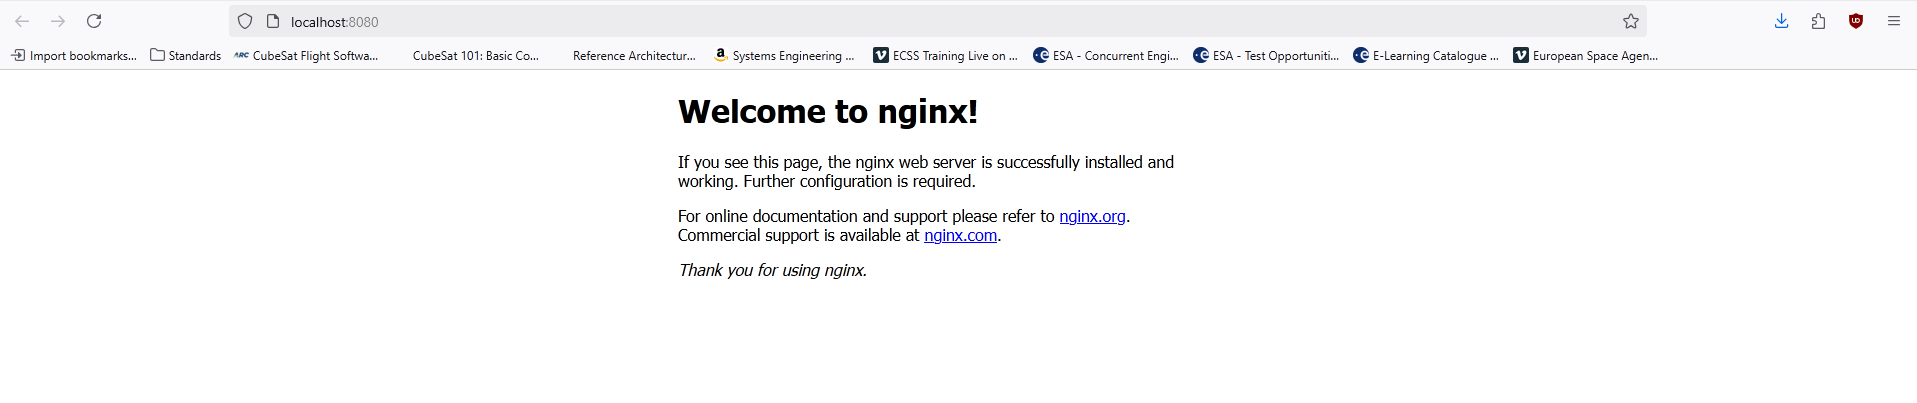 localhost:8080
Import bookmarks... Standards ARC CubeSat Flight Softwa... CubeSat 101: Basic Co... Reference Architectur... Systems Engineering ... ECSS Training Live on ... ESA - Concurrent Engi... ESA - Test Opportuniti... E-Learning Catalogue ... European Space Agen...
Welcome to nginx!
If you see this page, the nginx web server is successfully installed and
working. Further configuration is required.
For online documentation and support please refer to nginx.org.
Commercial support is available at nginx.com.
Thank you for using nginx.